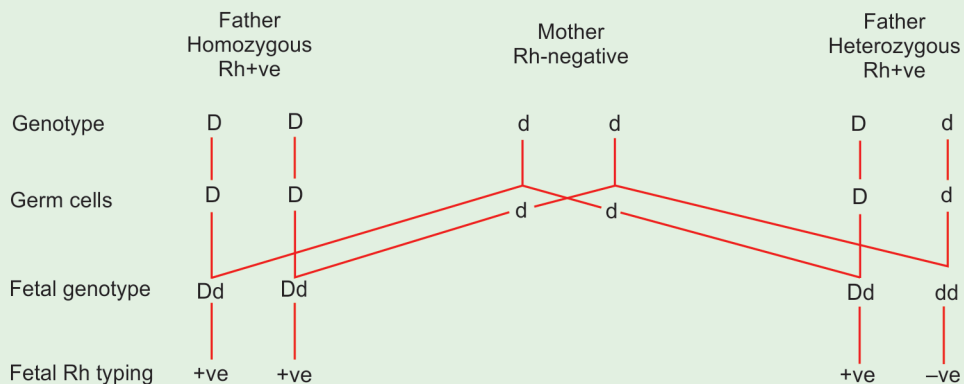 Father
Homozygous
Rh+ve
Mother
Rh-negative
Father
Heterozygous
Rh+ve
Genotype D D d d D d
Germ cells D D d d D d
Fetal genotype Dd Dd Dd dd
Fetal Rh typing +ve +ve +ve –ve